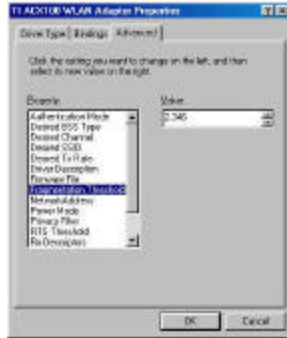 TI ACX100 WLAN Adapter Properties
Driver Type Bindings Advanced
Click the setting you want to change on the left, and then
select its new value on the right.
Property: Value:
Authentication Mode
Desired BSS Type
Desired Channel
Desired SSID
Desired Tx Rate
Driver Description
Firmware File
Fragmentation Threshold
Network Address
Power Mode
Privacy Filter
RTS Threshold
Rx Descriptors
2,346
OK Cancel